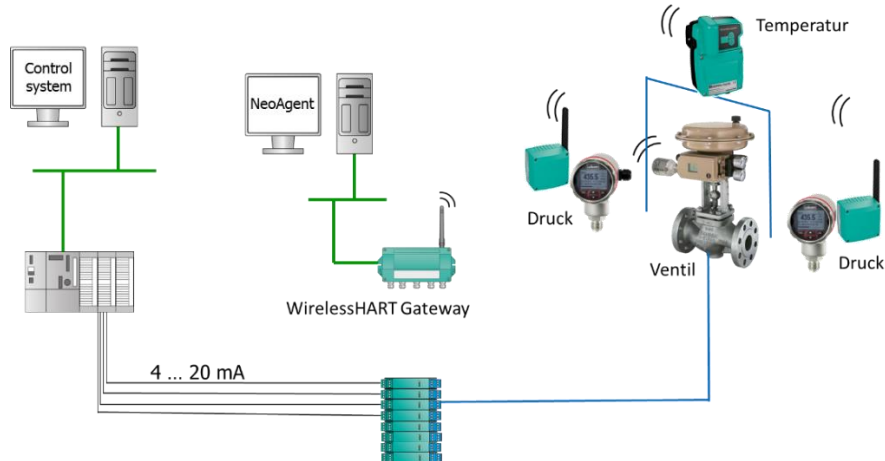 Temperatur
Control
system
NeoAgent
Druck
Ventil
Druck
WirelessHART Gateway
4 ... 20 mA